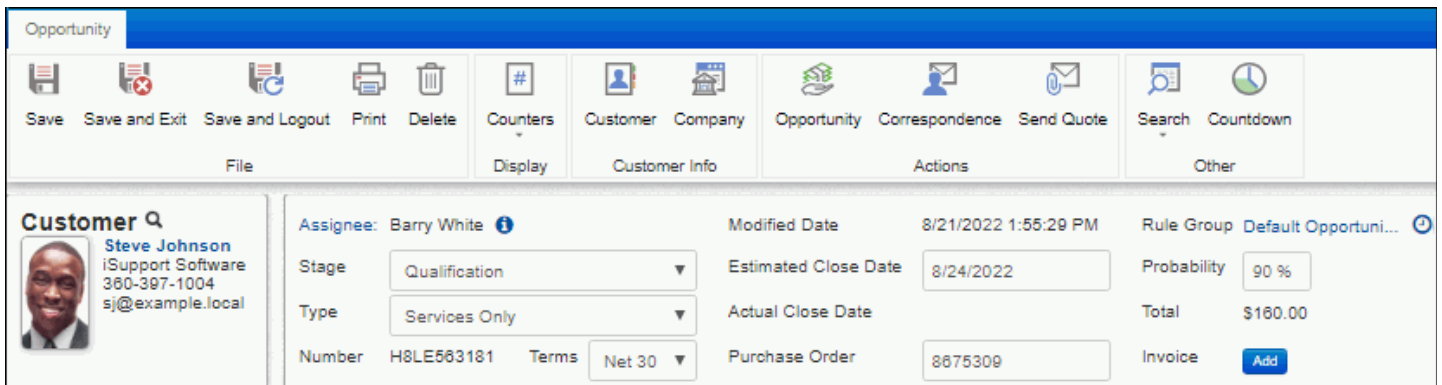 Opportunity
Save Save and Exit Save and Logout Print Delete Counters Customer Company Opportunity Correspondence Send Quote Search Countdown
File Display Customer Info Actions Other
Customer
Steve Johnson
iSupport Software
360-397-1004
sj@example.local
Assignee: Barry White Modified Date 8/21/2022 1:55:29 PM Rule Group Default Opportuni...
Stage Qualification Estimated Close Date 8/24/2022 Probability 90 %
Type Services Only Actual Close Date Total $160.00
Number H8LE563181 Terms Net 30 Purchase Order 8675309 Invoice Add